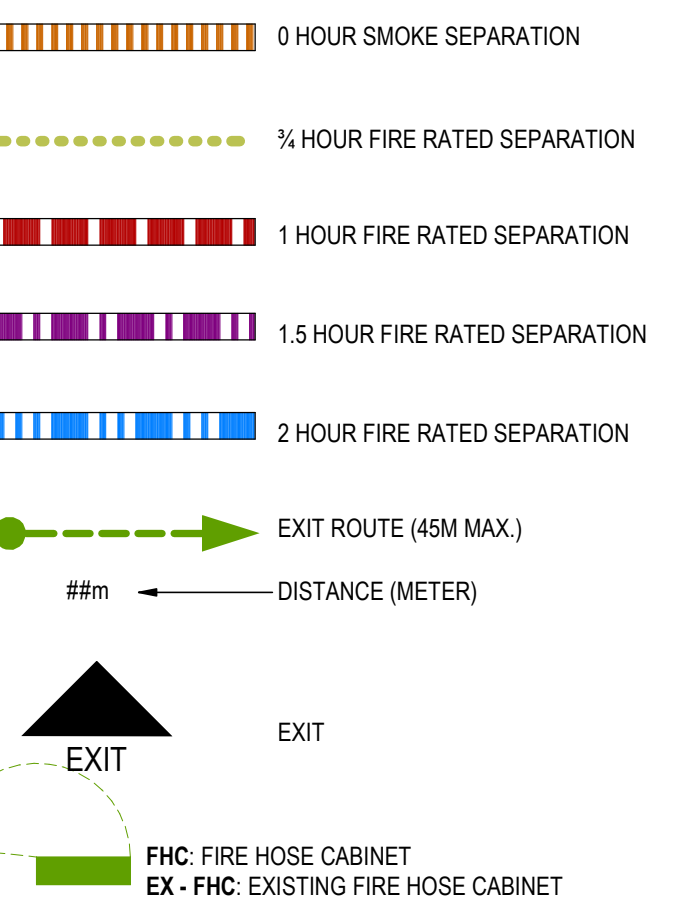 0 HOUR SMOKE SEPARATION
¾ HOUR FIRE RATED SEPARATION
1 HOUR FIRE RATED SEPARATION
1.5 HOUR FIRE RATED SEPARATION
2 HOUR FIRE RATED SEPARATION
EXIT ROUTE (45M MAX.)
##m DISTANCE (METER)
EXIT
EXIT
FHC: FIRE HOSE CABINET
EX - FHC: EXISTING FIRE HOSE CABINET